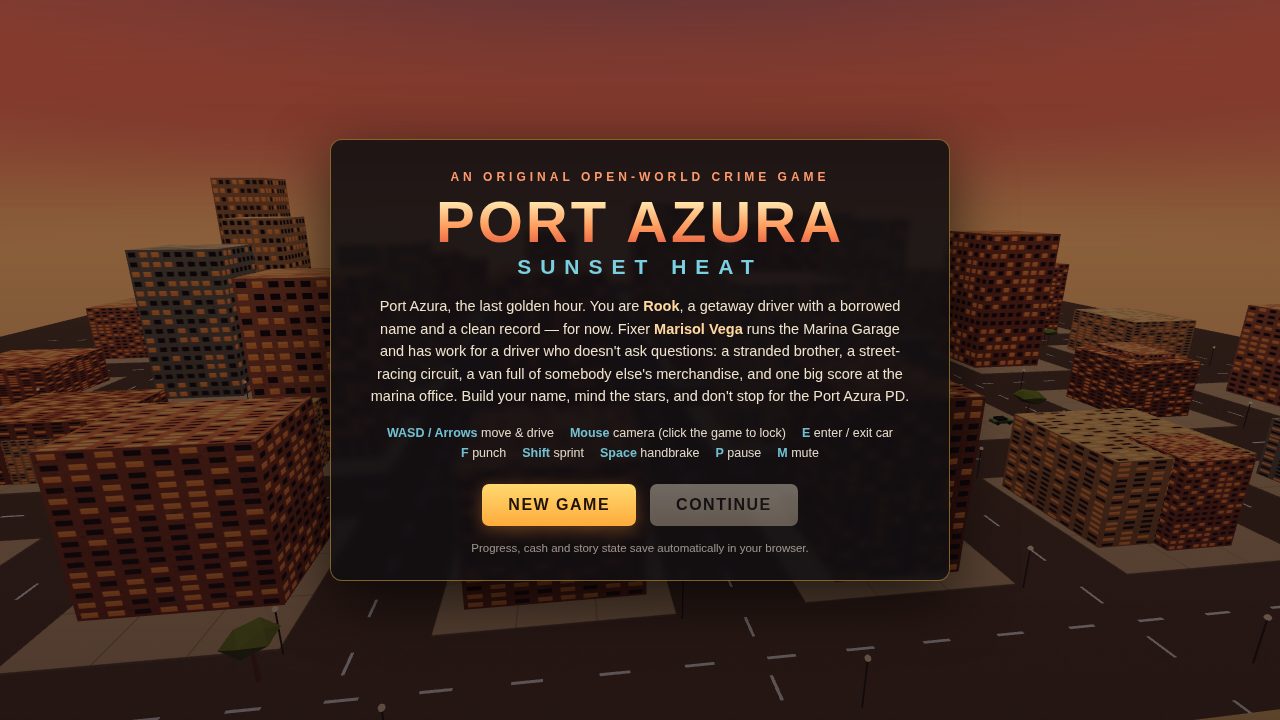 AN ORIGINAL OPEN-WORLD CRIME GAME
PORT AZURA
SUNSET HEAT
Port Azura, the last golden hour. You are Rook, a getaway driver with a borrowed
name and a clean record — for now. Fixer Marisol Vega runs the Marina Garage
and has work for a driver who doesn't ask questions: a stranded brother, a street-
racing circuit, a van full of somebody else's merchandise, and one big score at the
marina office. Build your name, mind the stars, and don't stop for the Port Azura PD.
WASD / Arrows move & drive Mouse camera (click the game to lock) E enter / exit car
F punch Shift sprint Space handbrake P pause M mute
NEW GAME CONTINUE
Progress, cash and story state save automatically in your browser.